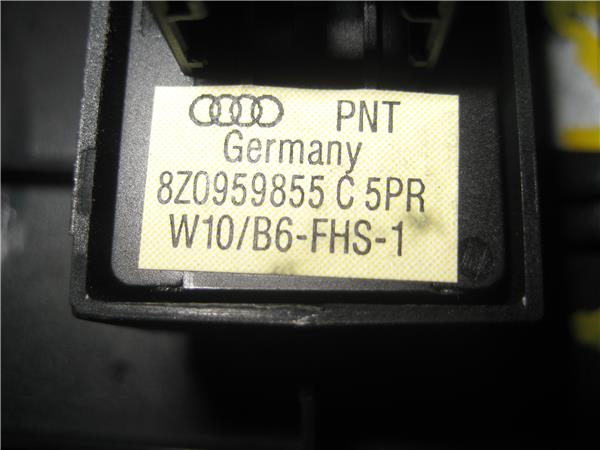 PNT
Germany
8Z0959855 C 5PR
W10/B6-FHS-1